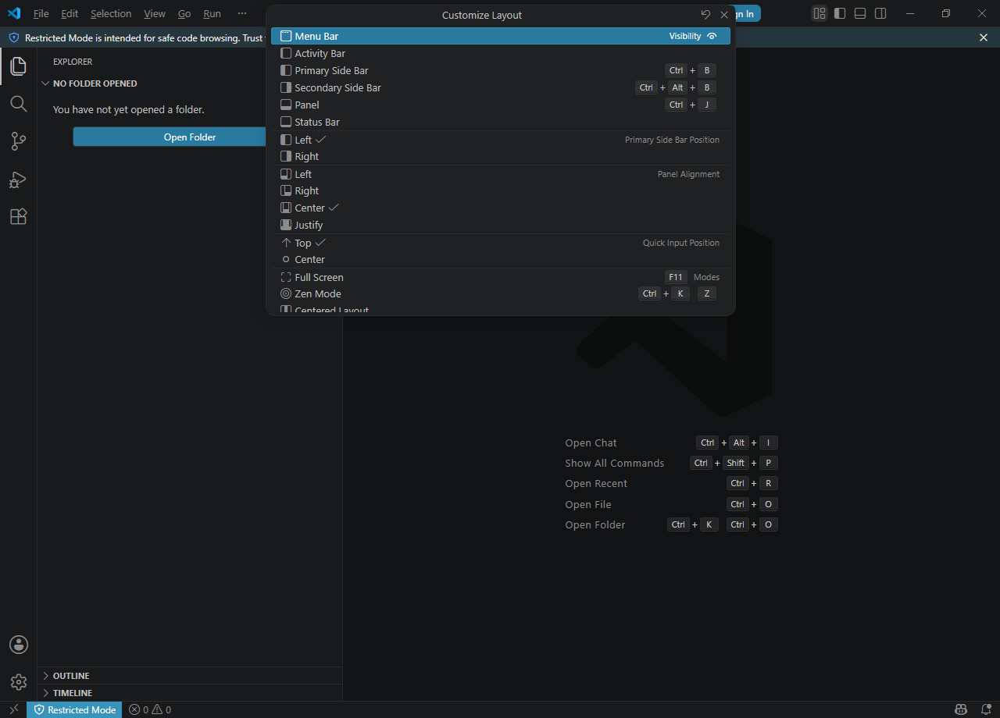 File Edit Selection View Go Run ···
Customize Layout
Sign In
Restricted Mode is intended for safe code browsing. Trust
Menu Bar Visibility
Activity Bar
Primary Side Bar Ctrl + B
Secondary Side Bar Ctrl + Alt + B
Panel Ctrl + J
Status Bar
Left Primary Side Bar Position
Right
Left Panel Alignment
Right
Center
Justify
Top Quick Input Position
Center
Full Screen F11 Modes
Zen Mode Ctrl + K Z
Centered Layout
EXPLORER
NO FOLDER OPENED
You have not yet opened a folder.
Open Folder
Open Chat Ctrl + Alt + I
Show All Commands Ctrl + Shift + P
Open Recent Ctrl + R
Open File Ctrl + O
Open Folder Ctrl + K Ctrl + O
OUTLINE
TIMELINE
Restricted Mode 0 0